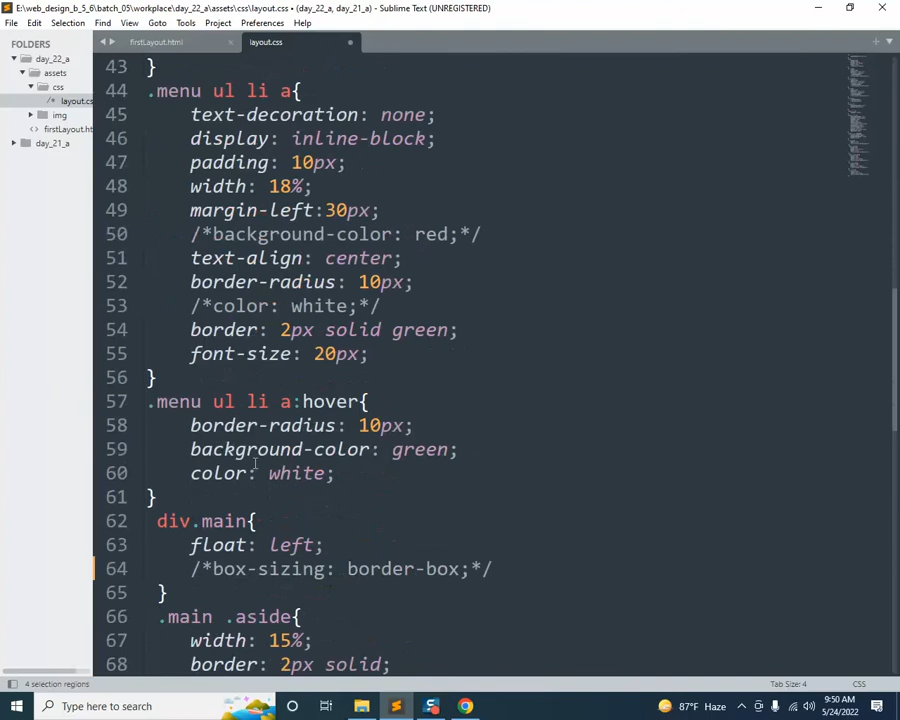 E:\web_design_b_5_6\batch_05\workplace\day_22_a\assets\css\layout.css • (day_22_a, day_21_a) - Sublime Text (UNREGISTERED)
File Edit Selection Find View Goto Tools Project Preferences Help
FOLDERS
day_22_a
assets
css
/* layout.cs
img
<> firstLayout.ht
day_21_a
firstLayout.html
layout.css
43 }
44 .menu ul li a{
45 text-decoration: none;
46 display: inline-block;
47 padding: 10px;
48 width: 18%;
49 margin-left:30px;
50 /*background-color: red;*/
51 text-align: center;
52 border-radius: 10px;
53 /*color: white;*/
54 border: 2px solid green;
55 font-size: 20px;
56 }
57 .menu ul li a:hover{
58 border-radius: 10px;
59 background-color: green;
60 color: white;
61 }
62 div.main{
63 float: left;
64 /*box-sizing: border-box;*/
65 }
66 .main .aside{
67 width: 15%;
68 border: 2px solid;
4 selection regions
Tab Size: 4
CSS
Type here to search
87°F Haze
9:50 AM
5/24/2022